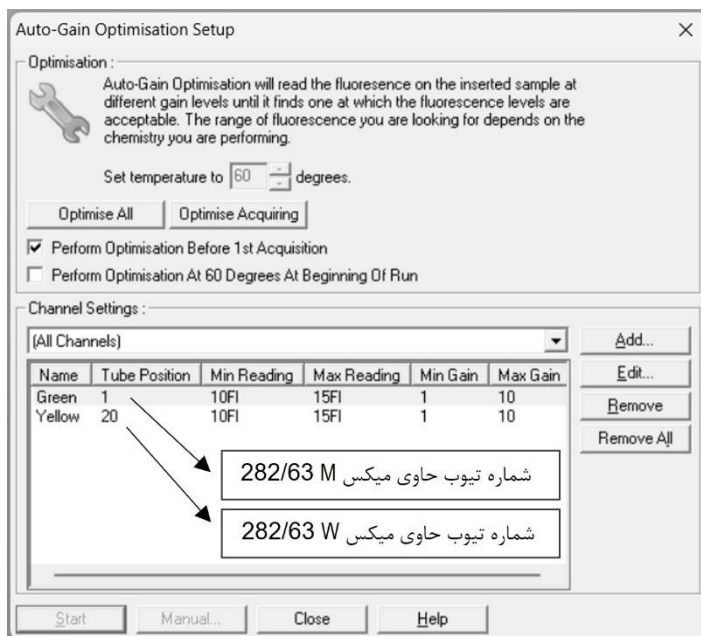 Auto-Gain Optimisation Setup
Optimisation :
Auto-Gain Optimisation will read the fluoresence on the inserted sample at
different gain levels until it finds one at which the fluorescence levels are
acceptable. The range of fluorescence you are looking for depends on the
chemistry you are performing.
Set temperature to 60 degrees.
Optimise All Optimise Acquiring
Perform Optimisation Before 1st Acquisition
Perform Optimisation At 60 Degrees At Beginning Of Run
Channel Settings :
(All Channels) Add...
Name Tube Position Min Reading Max Reading Min Gain Max Gain Edit...
Green 1 10Fl 15Fl 1 10 Remove
Yellow 20 10Fl 15Fl 1 10
Remove All
شماره تیوب حاوی میکس 282/63 M
شماره تیوب حاوی میکس 282/63 W
Start Manual... Close Help